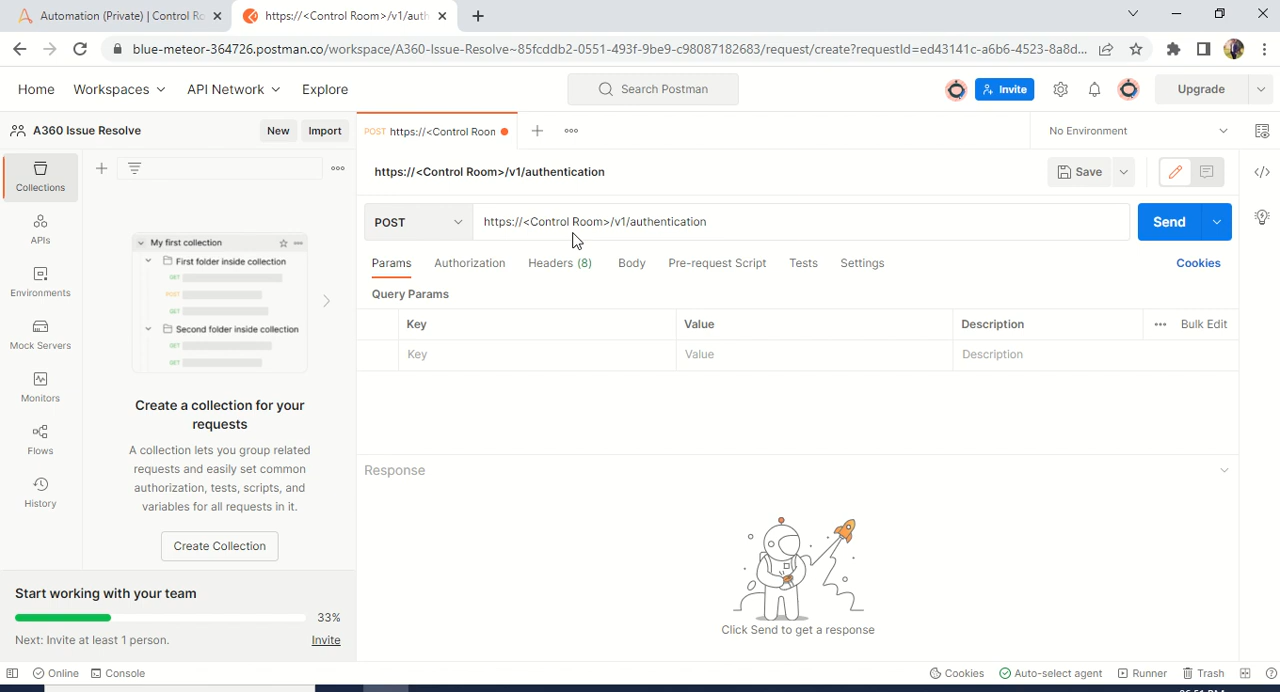 Automation (Private) | Control Ro
https://<Control Room>/v1/auth
blue-meteor-364726.postman.co/workspace/A360-Issue-Resolve~85fcddb2-0551-493f-9be9-c98087182683/request/create?requestId=ed43141c-a6b6-4523-8a8d...
Home Workspaces API Network Explore Search Postman Invite Upgrade
A360 Issue Resolve New Import POST https://<Control Room No Environment
Collections
APIs
Environments
Mock Servers
Monitors
Flows
History
My first collection
First folder inside collection
GET
POST
GET
Second folder inside collection
GET
GET
GET
Create a collection for your
requests
A collection lets you group related
requests and easily set common
authorization, tests, scripts, and
variables for all requests in it.
Create Collection
Start working with your team
33%
Next: Invite at least 1 person. Invite
https://<Control Room>/v1/authentication Save
POST https://<Control Room>/v1/authentication Send
Params Authorization Headers (8) Body Pre-request Script Tests Settings Cookies
Query Params
Key Value Description Bulk Edit
Key Value Description
Response
Click Send to get a response
Online Console Cookies Auto-select agent Runner Trash